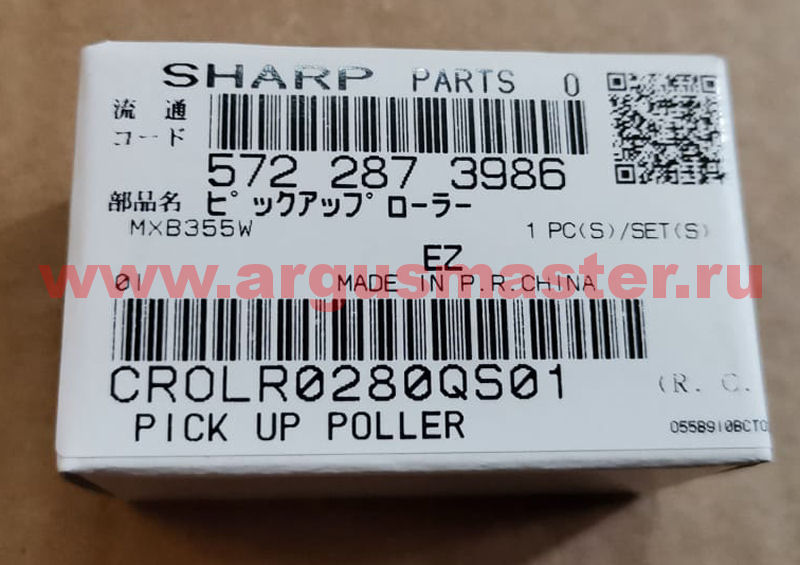 SHARP PARTS 0
流通
コード
572 287 3986
部品名 ピックアップローラー
MXB355W 1 PC(S)/SET(S)
EZ
www.argusmaster.ru
01 MADE IN P.R.CHINA
CROLR0280QS01 (R. C.
PICK UP POLLER 055B910BCTO